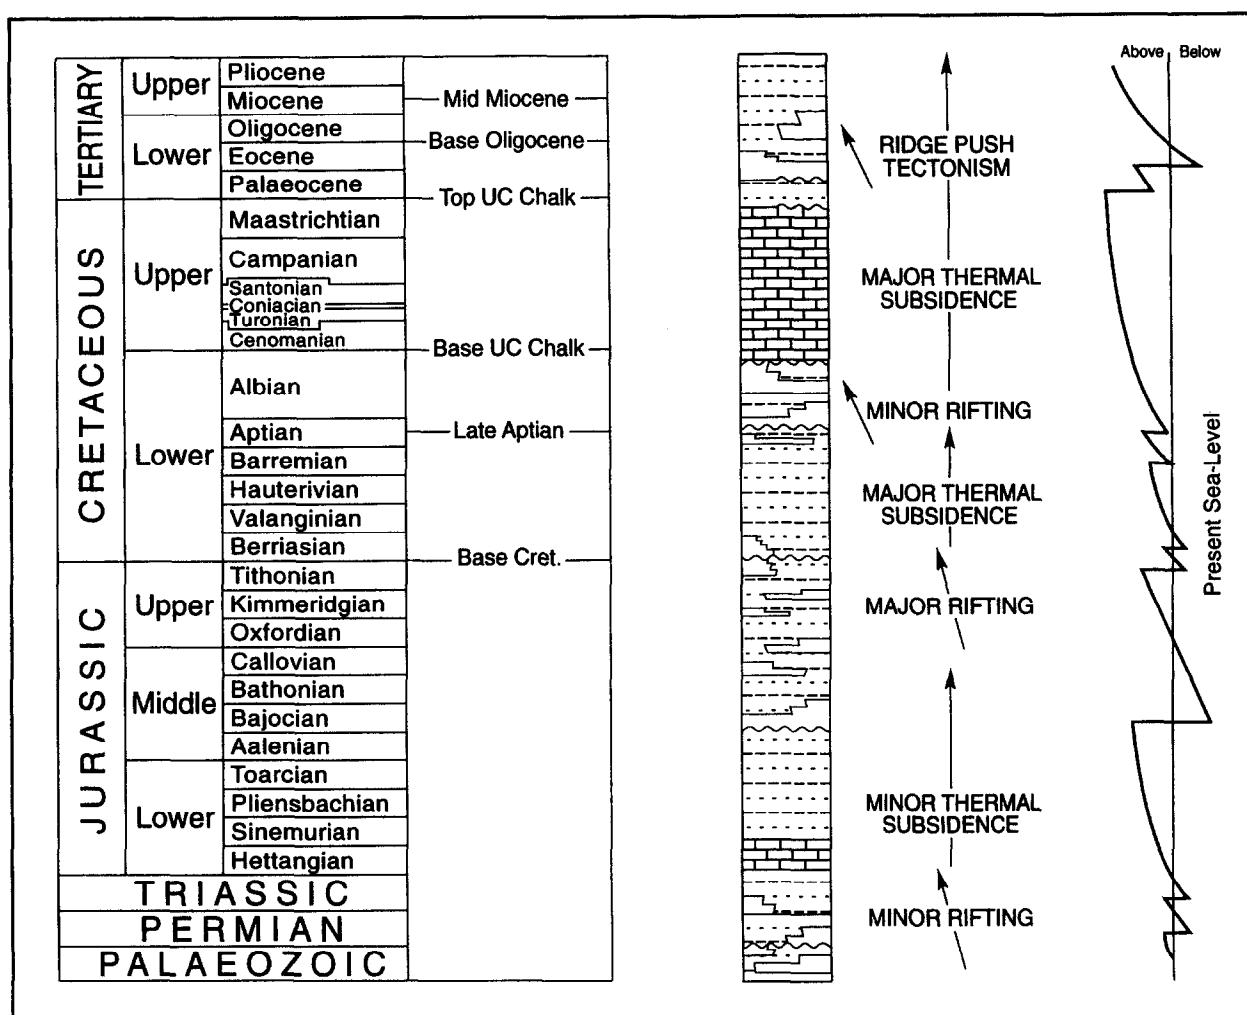 TERTIARY
Upper
Pliocene
Miocene
Mid Miocene
Lower
Oligocene
Base Oligocene
Eocene
Palaeocene
Top UC Chalk
CRETACEOUS
Upper
Maastrichtian
Campanian
Santonian
Coniacian
Turonian
Cenomanian
Base UC Chalk
Lower
Albian
Aptian
Late Aptian
Barremian
Hauterivian
Valanginian
Berriasian
Base Cret.
JURASSIC
Upper
Tithonian
Kimmeridgian
Oxfordian
Middle
Callovian
Bathonian
Bajocian
Aalenian
Lower
Toarcian
Pliensbachian
Sinemurian
Hettangian
TRIASSIC
PERMIAN
PALAEOZOIC
RIDGE PUSH
TECTONISM
MAJOR THERMAL
SUBSIDENCE
MINOR RIFTING
MAJOR THERMAL
SUBSIDENCE
MAJOR RIFTING
MINOR THERMAL
SUBSIDENCE
MINOR RIFTING
Above Below
Present Sea-Level